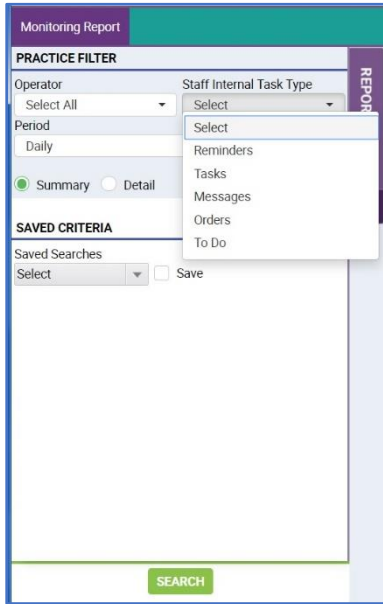 Monitoring Report
PRACTICE FILTER
Operator Staff Internal Task Type
Select All Select
Period
Daily
Select
Reminders
Tasks
Messages
Orders
To Do
Summary Detail
SAVED CRITERIA
Saved Searches
Select Save
SEARCH